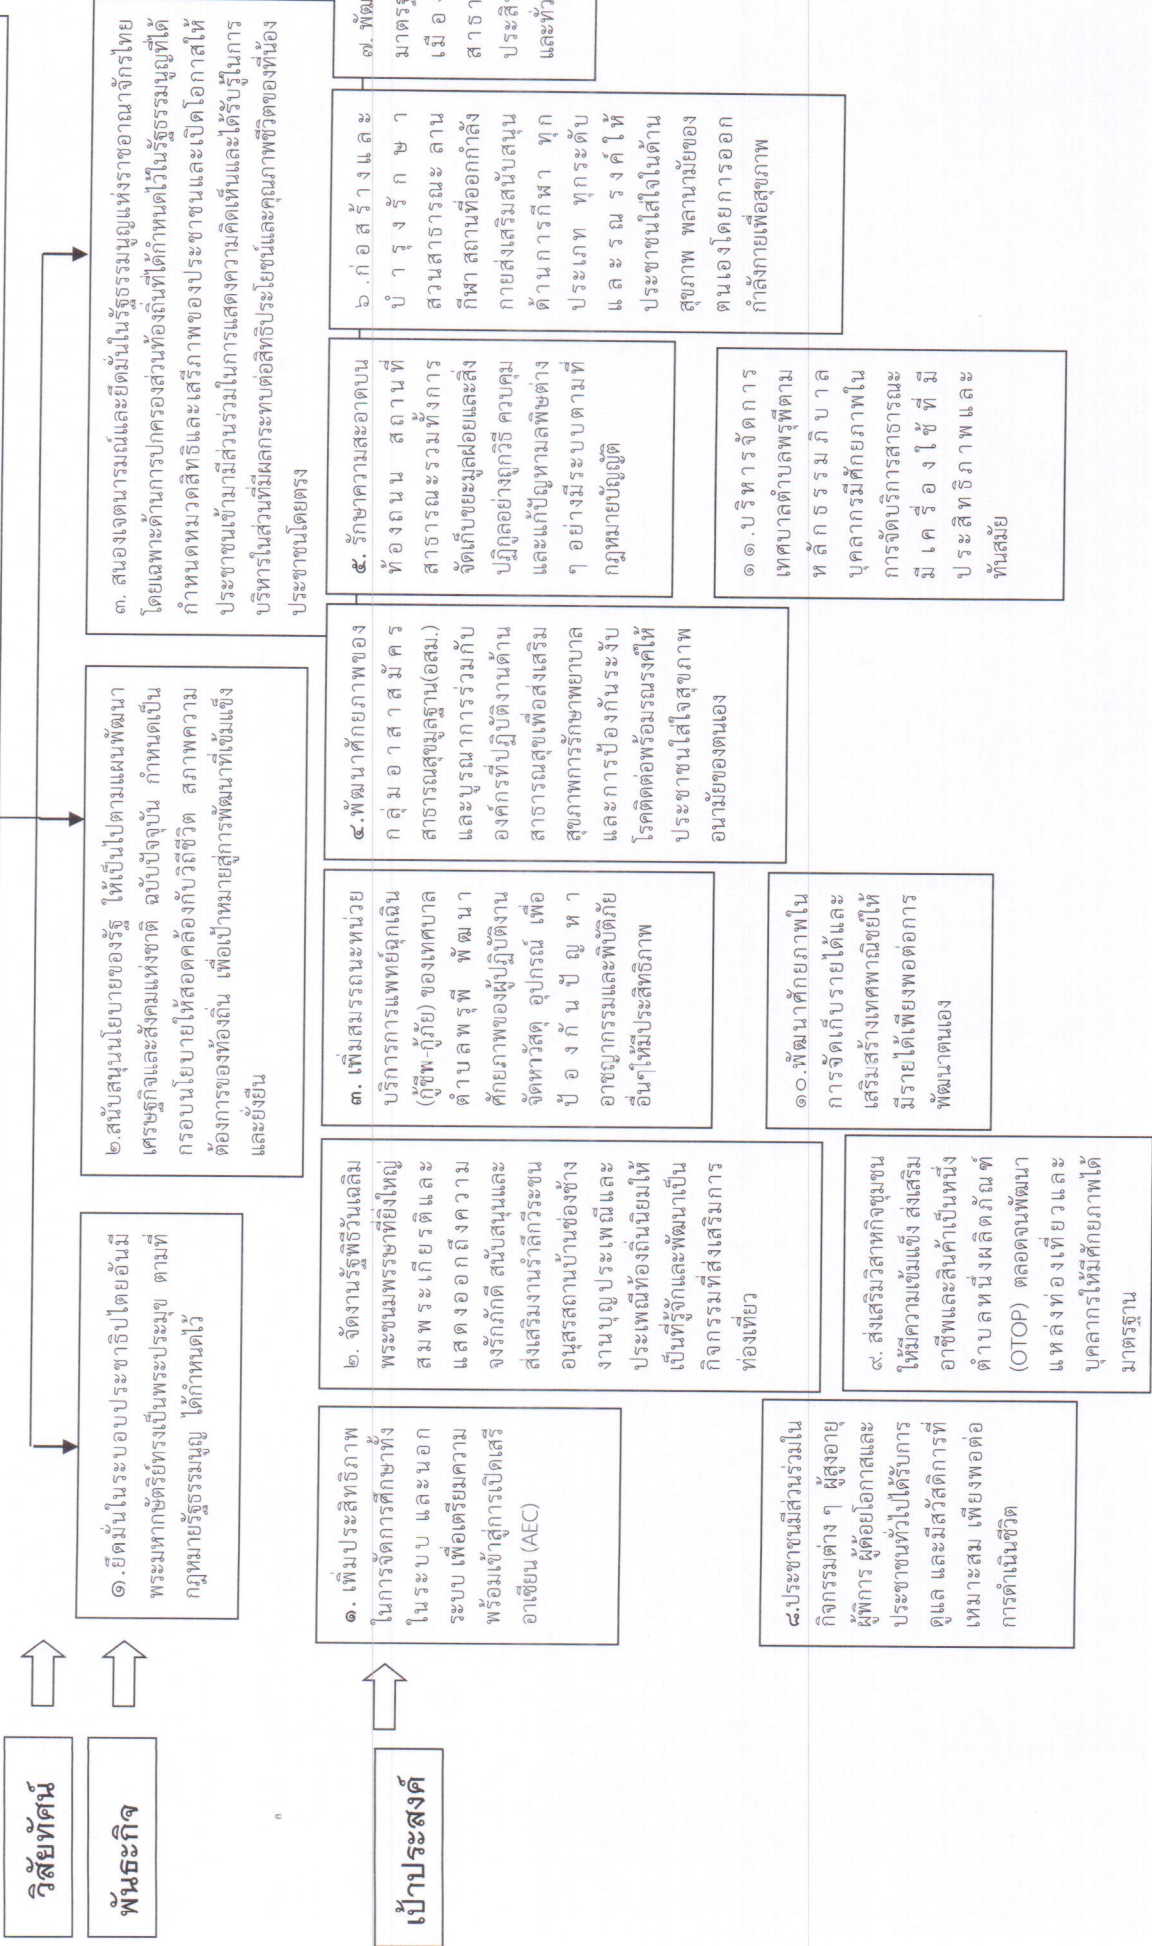 วิสัยทัศน์
พันธะกิจ
๑.ยึดมั่นในระบอบประชาธิปไตยอันมี
พระมหากษัตริย์ทรงเป็นพระประมุข ตามที่
กฎหมายรัฐธรรมนูญ ได้กำหนดไว้
๒.สนับสนุนนโยบายของรัฐ ให้เป็นไปตามแผนพัฒนา
เศรษฐกิจและสังคมแห่งชาติ ฉบับปัจจุบัน กำหนดเป็น
กรอบนโยบายให้สอดคล้องกับวิถีชีวิต สภาพความ
ต้องการของท้องถิ่น เพื่อเป้าหมายสู่การพัฒนาที่เข้มแข็ง
และยั่งยืน
๓. สนองเจตนารมณ์และยึดมั่นในรัฐธรรมนูญแห่งราชอาณาจักรไทย
โดยเฉพาะด้านการปกครองส่วนท้องถิ่นที่ได้กำหนดไว้ในรัฐธรรมนูญที่ได้
กำหนดหมวดสิทธิและเสรีภาพของประชาชนและเปิดโอกาสให้
ประชาชนเข้ามามีส่วนร่วมในการแสดงความคิดเห็นและได้รับรู้ในการ
บริหารในส่วนที่มีผลกระทบต่อสิทธิประโยชน์และคุณภาพชีวิตของพี่น้อง
ประชาชนโดยตรง
เป้าประสงค์
๑. เพิ่มประสิทธิภาพ
ในการจัดการศึกษาทั้ง
ในระบบ และนอก
ระบบ เพื่อเตรียมความ
พร้อมเข้าสู่การเปิดเสรี
อาเซียน (AEC)
๒. จัดงานรัฐพิธีวันเฉลิม
พระชนมพรรษาที่ยิ่งใหญ่
สมพระเกียรติและ
แสดงออกถึงความ
จงรักภักดี สนับสนุนและ
ส่งเสริมงานรำลึกวีระชน
อนุสรสถานบ้านช่องช้าง
งานบุญประเพณีและ
ประเพณีท้องถิ่นนิยมให้
เป็นที่รู้จักและพัฒนาเป็น
กิจกรรมที่ส่งเสริมการ
ท่องเที่ยว
๓. เพิ่มสมรรถนะหน่วย
บริการการแพทย์ฉุกเฉิน
(กู้ชีพ-กู้ภัย) ของเทศบาล
ตำบลพรุพี พัฒนา
ศักยภาพของผู้ปฏิบัติงาน
จัดหาวัสดุ อุปกรณ์ เพื่อ
ป้องกันปัญหา
อาชญากรรมและพิบัติภัย
อื่นๆให้มีประสิทธิภาพ
๔.พัฒนาศักยภาพของ
กลุ่มอาสาสมัคร
สาธารณสุขมูลฐาน(อสม.)
และบูรณาการร่วมกับ
องค์กรที่ปฏิบัติงานด้าน
สาธารณสุขเพื่อส่งเสริม
สุขภาพการรักษาพยาบาล
และการป้องกันระงับ
โรคติดต่อพร้อมรณรงค์ให้
ประชาชนใส่ใจสุขภาพ
อนามัยของตนเอง
๕. รักษาความสะอาดบน
ท้องถนน สถานที่
สาธารณะรวมทั้งการ
จัดเก็บขยะมูลฝอยและสิ่ง
ปฏิกูลอย่างถูกวิธี ควบคุม
และแก้ปัญหามลพิษต่าง
ๆ อย่างมีระบบตามที่
กฎหมายบัญญัติ
๖.ก่อสร้างและ
บำรุงรักษา
สวนสาธารณะ ลาน
กีฬา สถานที่ออกกำลัง
กายส่งเสริมสนับสนุน
ด้านการกีฬา ทุก
ประเภท ทุกระดับ
และรณรงค์ให้
ประชาชนใส่ใจในด้าน
สุขภาพ พลานามัยของ
ตนเองโดยการออก
กำลังกายเพื่อสุขภาพ
๗. พัฒ
มาตรฐ
เมือง
สาธา
ประสิ
และทั่ว
๘.ประชาชนมีส่วนร่วมใน
กิจกรรมต่าง ๆ ผู้สูงอายุ
ผู้พิการ ผู้ด้อยโอกาสและ
ประชาชนทั่วไปได้รับการ
ดูแล และมีสวัสดิการที่
เหมาะสม เพียงพอต่อ
การดำเนินชีวิต
๙. ส่งเสริมวิสาหกิจชุมชน
ให้มีความเข้มแข็ง ส่งเสริม
อาชีพและสินค้าเป็นหนึ่ง
ตำบลหนึ่งผลิตภัณฑ์
(OTOP) ตลอดจนพัฒนา
แหล่งท่องเที่ยวและ
บุคลากรให้มีศักยภาพได้
มาตรฐาน
๑๐.พัฒนาศักยภาพใน
การจัดเก็บรายได้และ
เสริมสร้างเทศพาณิชย์ให้
มีรายได้เพียงพอต่อการ
พัฒนาตนเอง
๑๑.บริหารจัดการ
เทศบาลตำบลพรุพีตาม
หลักธรรมภิบาล
บุคลากรมีศักยภาพใน
การจัดบริการสาธารณะ
มีเครื่องใช้ที่มี
ประสิทธิภาพและ
ทันสมัย